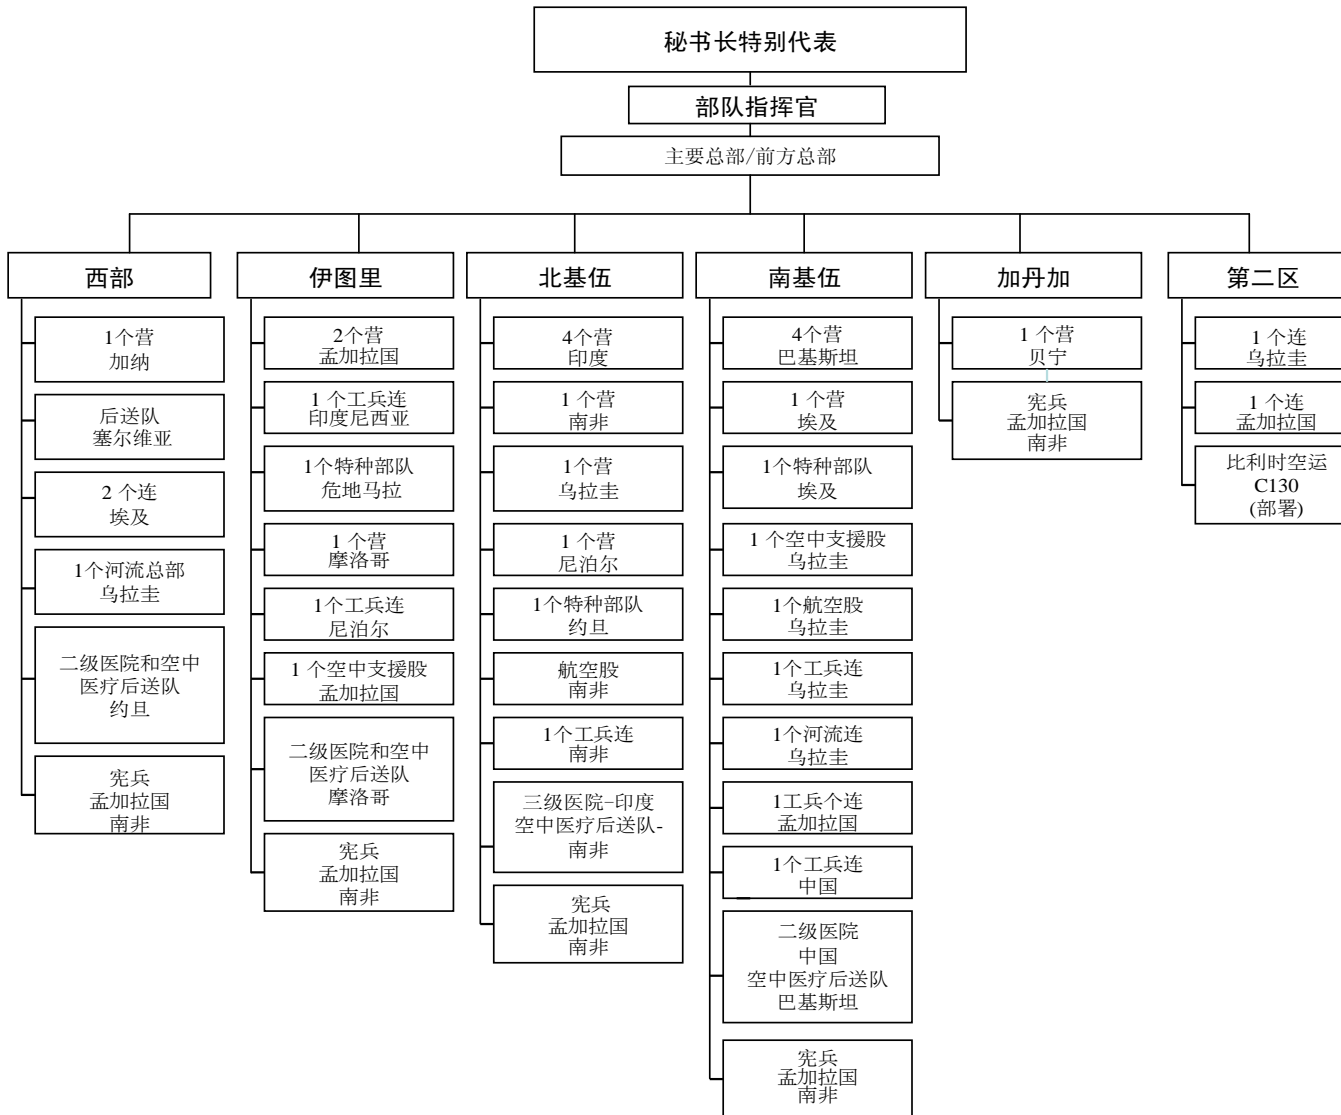 秘书长特别代表
部队指挥官
主要总部/前方总部
西部
1个营
加纳
后送队
塞尔维亚
2 个连
埃及
1个河流总部
乌拉圭
二级医院和空中
医疗后送队
约旦
宪兵
孟加拉国
南非
伊图里
2个营
孟加拉国
1 个工兵连
印度尼西亚
1个特种部队
危地马拉
1 个营
摩洛哥
1个工兵连
尼泊尔
1 个空中支援股
孟加拉国
二级医院和空中
医疗后送队
摩洛哥
宪兵
孟加拉国
南非
北基伍
4个营
印度
1 个营
南非
1个营
乌拉圭
1 个营
尼泊尔
1个特种部队
约旦
航空股
南非
1个工兵连
南非
三级医院-印度
空中医疗后送队-
南非
宪兵
孟加拉国
南非
南基伍
4个营
巴基斯坦
1 个营
埃及
1个特种部队
埃及
1 个空中支援股
乌拉圭
1个航空股
乌拉圭
1个工兵连
乌拉圭
1个河流连
乌拉圭
1工兵个连
孟加拉国
1个工兵连
中国
二级医院
中国
空中医疗后送队
巴基斯坦
宪兵
孟加拉国
南非
加丹加
1 个营
贝宁
宪兵
孟加拉国
南非
第二区
1 个连
乌拉圭
1 个连
孟加拉国
比利时空运
C130
(部署)